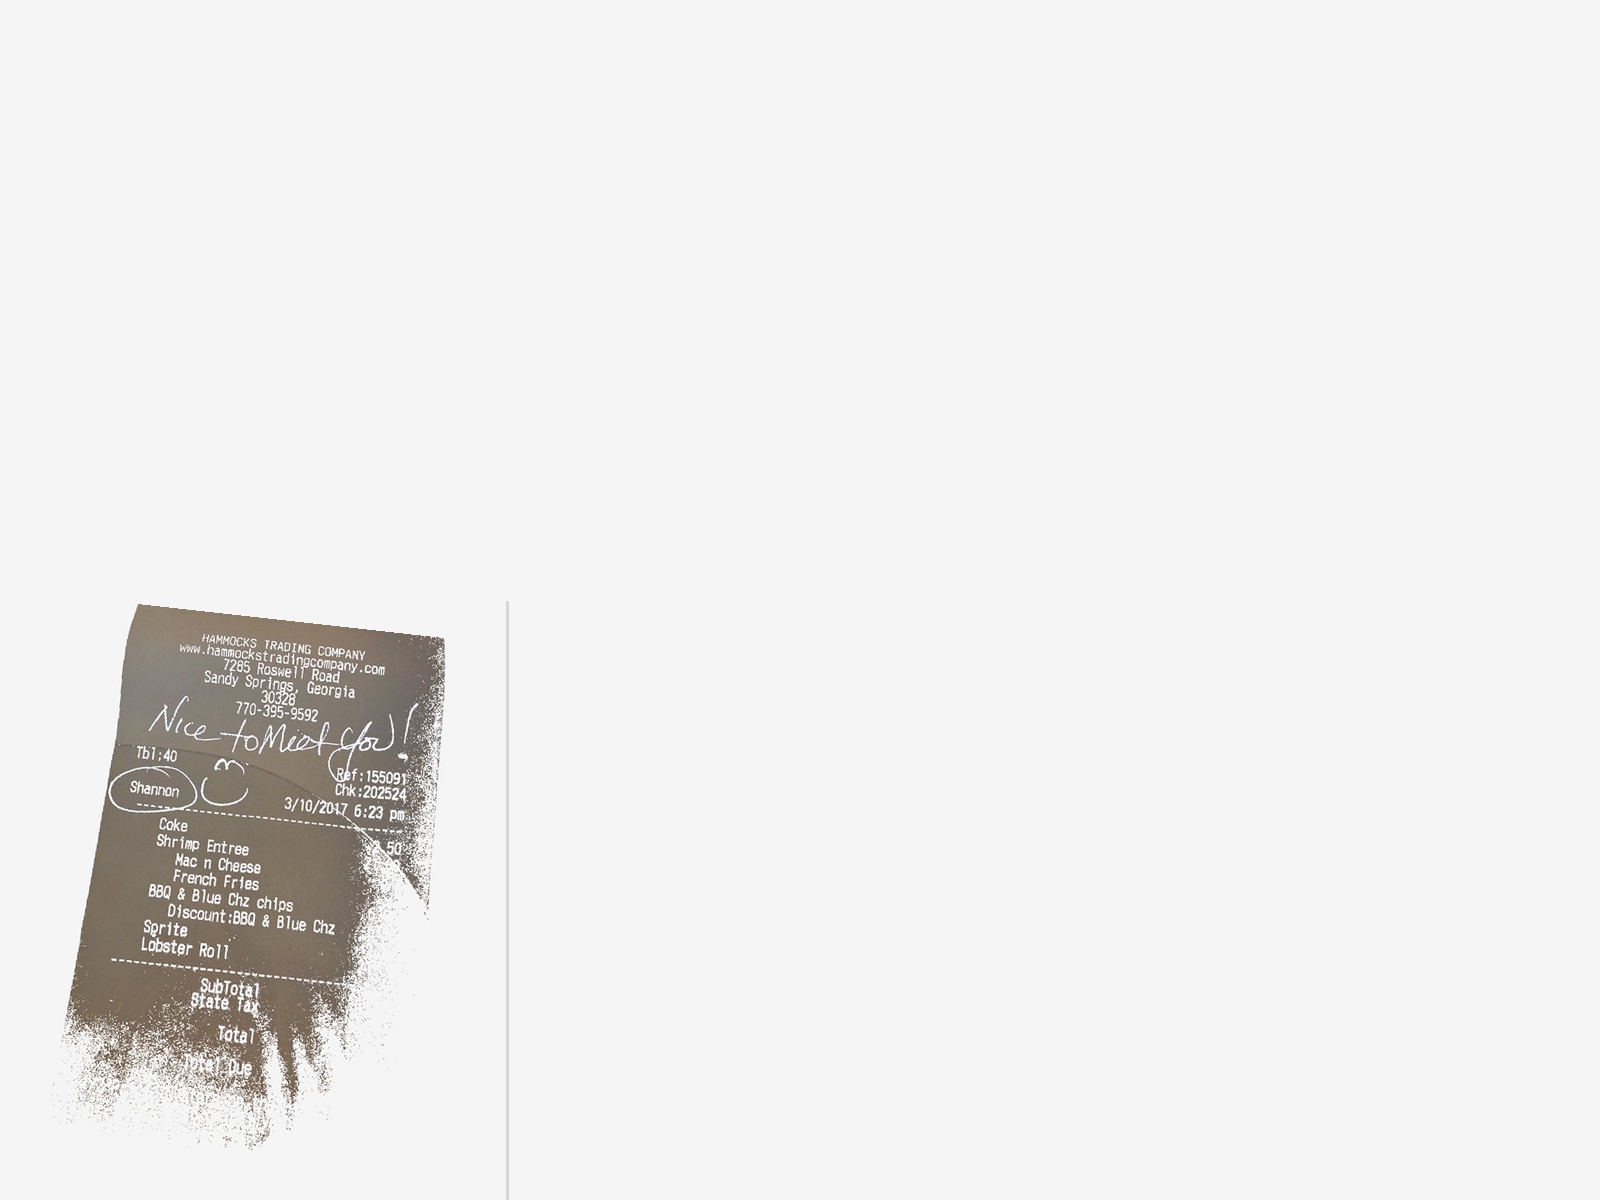 HAMMOCKS TRADING COMPANY
www.hammockstradingcompany.com
7285 Roswell Road
Sandy Springs, Georgia
30328
770-395-9592
Nice to Meet You!
Tbl:40
Ref:155091
Chk:202524
Shannon
3/10/2017 6:23 pm
Coke
Shrimp Entree
Mac n Cheese
French Fries
BBQ & Blue Chz chips
Discount:BBQ & Blue Chz
Sprite
Lobster Roll
SubTotal
State Tax
Total
Total Due